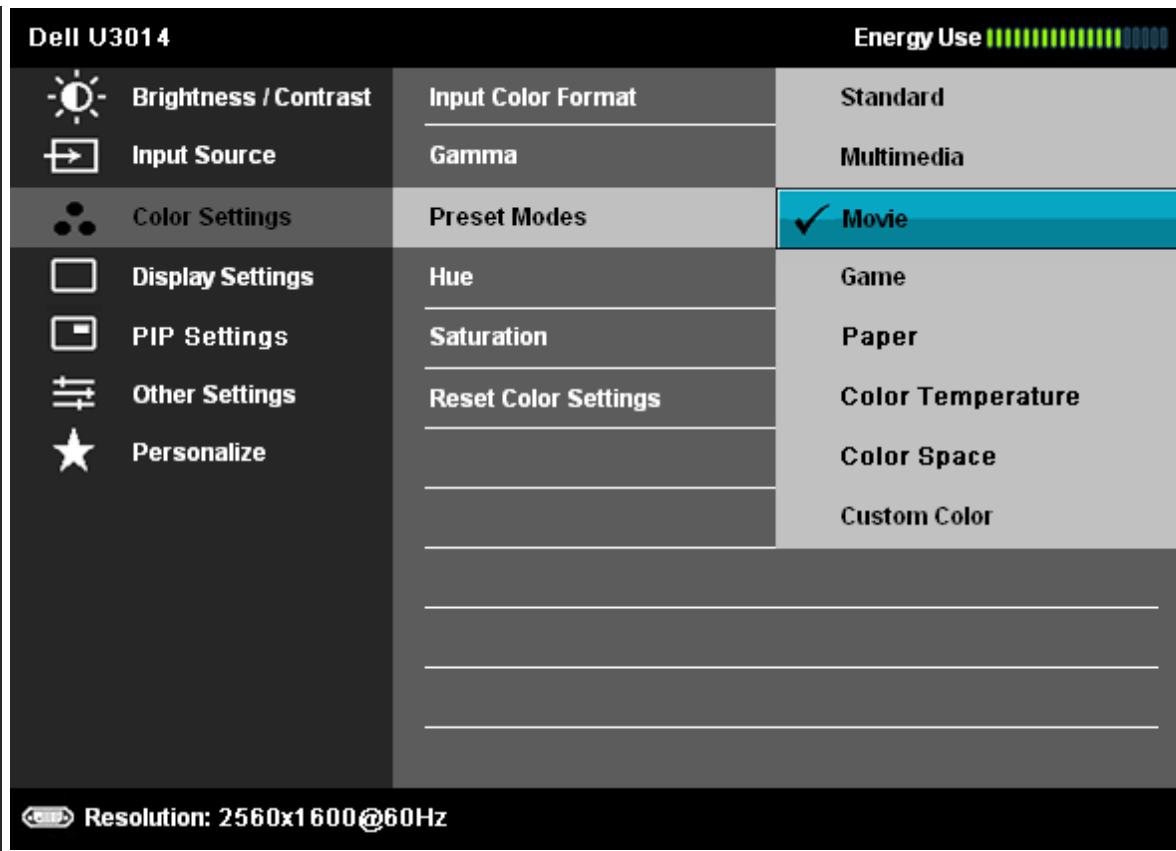 Dell U3014
Energy Use
Brightness / Contrast
Input Source
Color Settings
Display Settings
PIP Settings
Other Settings
Personalize
Input Color Format
Gamma
Preset Modes
Hue
Saturation
Reset Color Settings
Standard
Multimedia
Movie
Game
Paper
Color Temperature
Color Space
Custom Color
Resolution: 2560x1600@60Hz